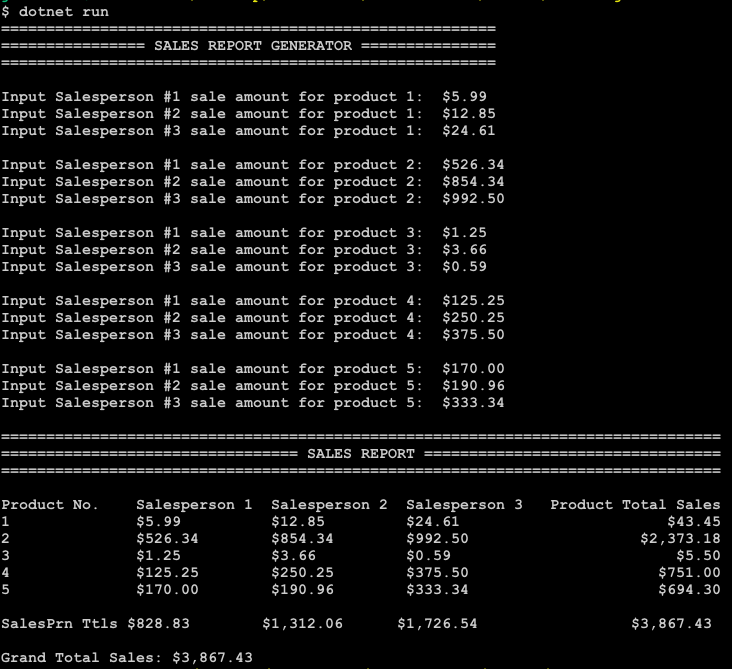 $ dotnet run
=======================================================
================ SALES REPORT GENERATOR ===============
=======================================================
Input Salesperson #1 sale amount for product 1:  $5.99
Input Salesperson #2 sale amount for product 1:  $12.85
Input Salesperson #3 sale amount for product 1:  $24.61
Input Salesperson #1 sale amount for product 2:  $526.34
Input Salesperson #2 sale amount for product 2:  $854.34
Input Salesperson #3 sale amount for product 2:  $992.50
Input Salesperson #1 sale amount for product 3:  $1.25
Input Salesperson #2 sale amount for product 3:  $3.66
Input Salesperson #3 sale amount for product 3:  $0.59
Input Salesperson #1 sale amount for product 4:  $125.25
Input Salesperson #2 sale amount for product 4:  $250.25
Input Salesperson #3 sale amount for product 4:  $375.50
Input Salesperson #1 sale amount for product 5:  $170.00
Input Salesperson #2 sale amount for product 5:  $190.96
Input Salesperson #3 sale amount for product 5:  $333.34
================================================================================
================================= SALES REPORT =================================
================================================================================
Product No.    Salesperson 1  Salesperson 2  Salesperson 3   Product Total Sales
1              $5.99          $12.85         $24.61                       $43.45
2              $526.34        $854.34        $992.50                   $2,373.18
3              $1.25          $3.66          $0.59                         $5.50
4              $125.25        $250.25        $375.50                     $751.00
5              $170.00        $190.96        $333.34                     $694.30
SalesPrn Ttls $828.83        $1,312.06      $1,726.54                 $3,867.43
Grand Total Sales: $3,867.43